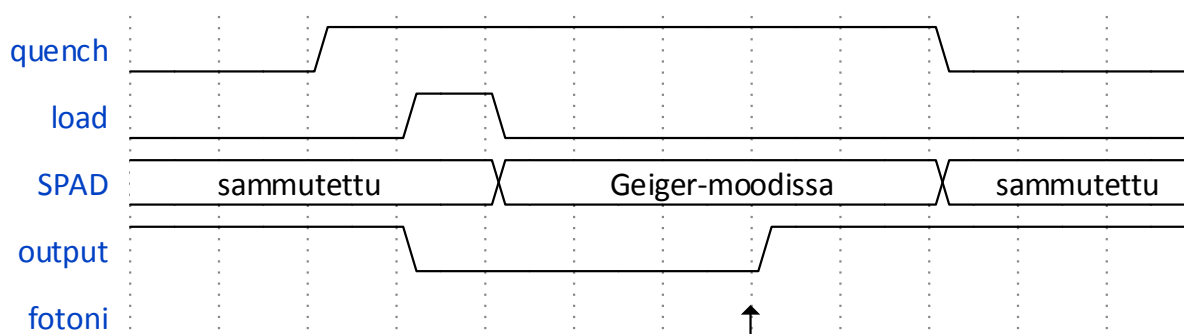 quench
load
SPAD sammutettu Geiger-moodissa sammutettu
output
fotoni